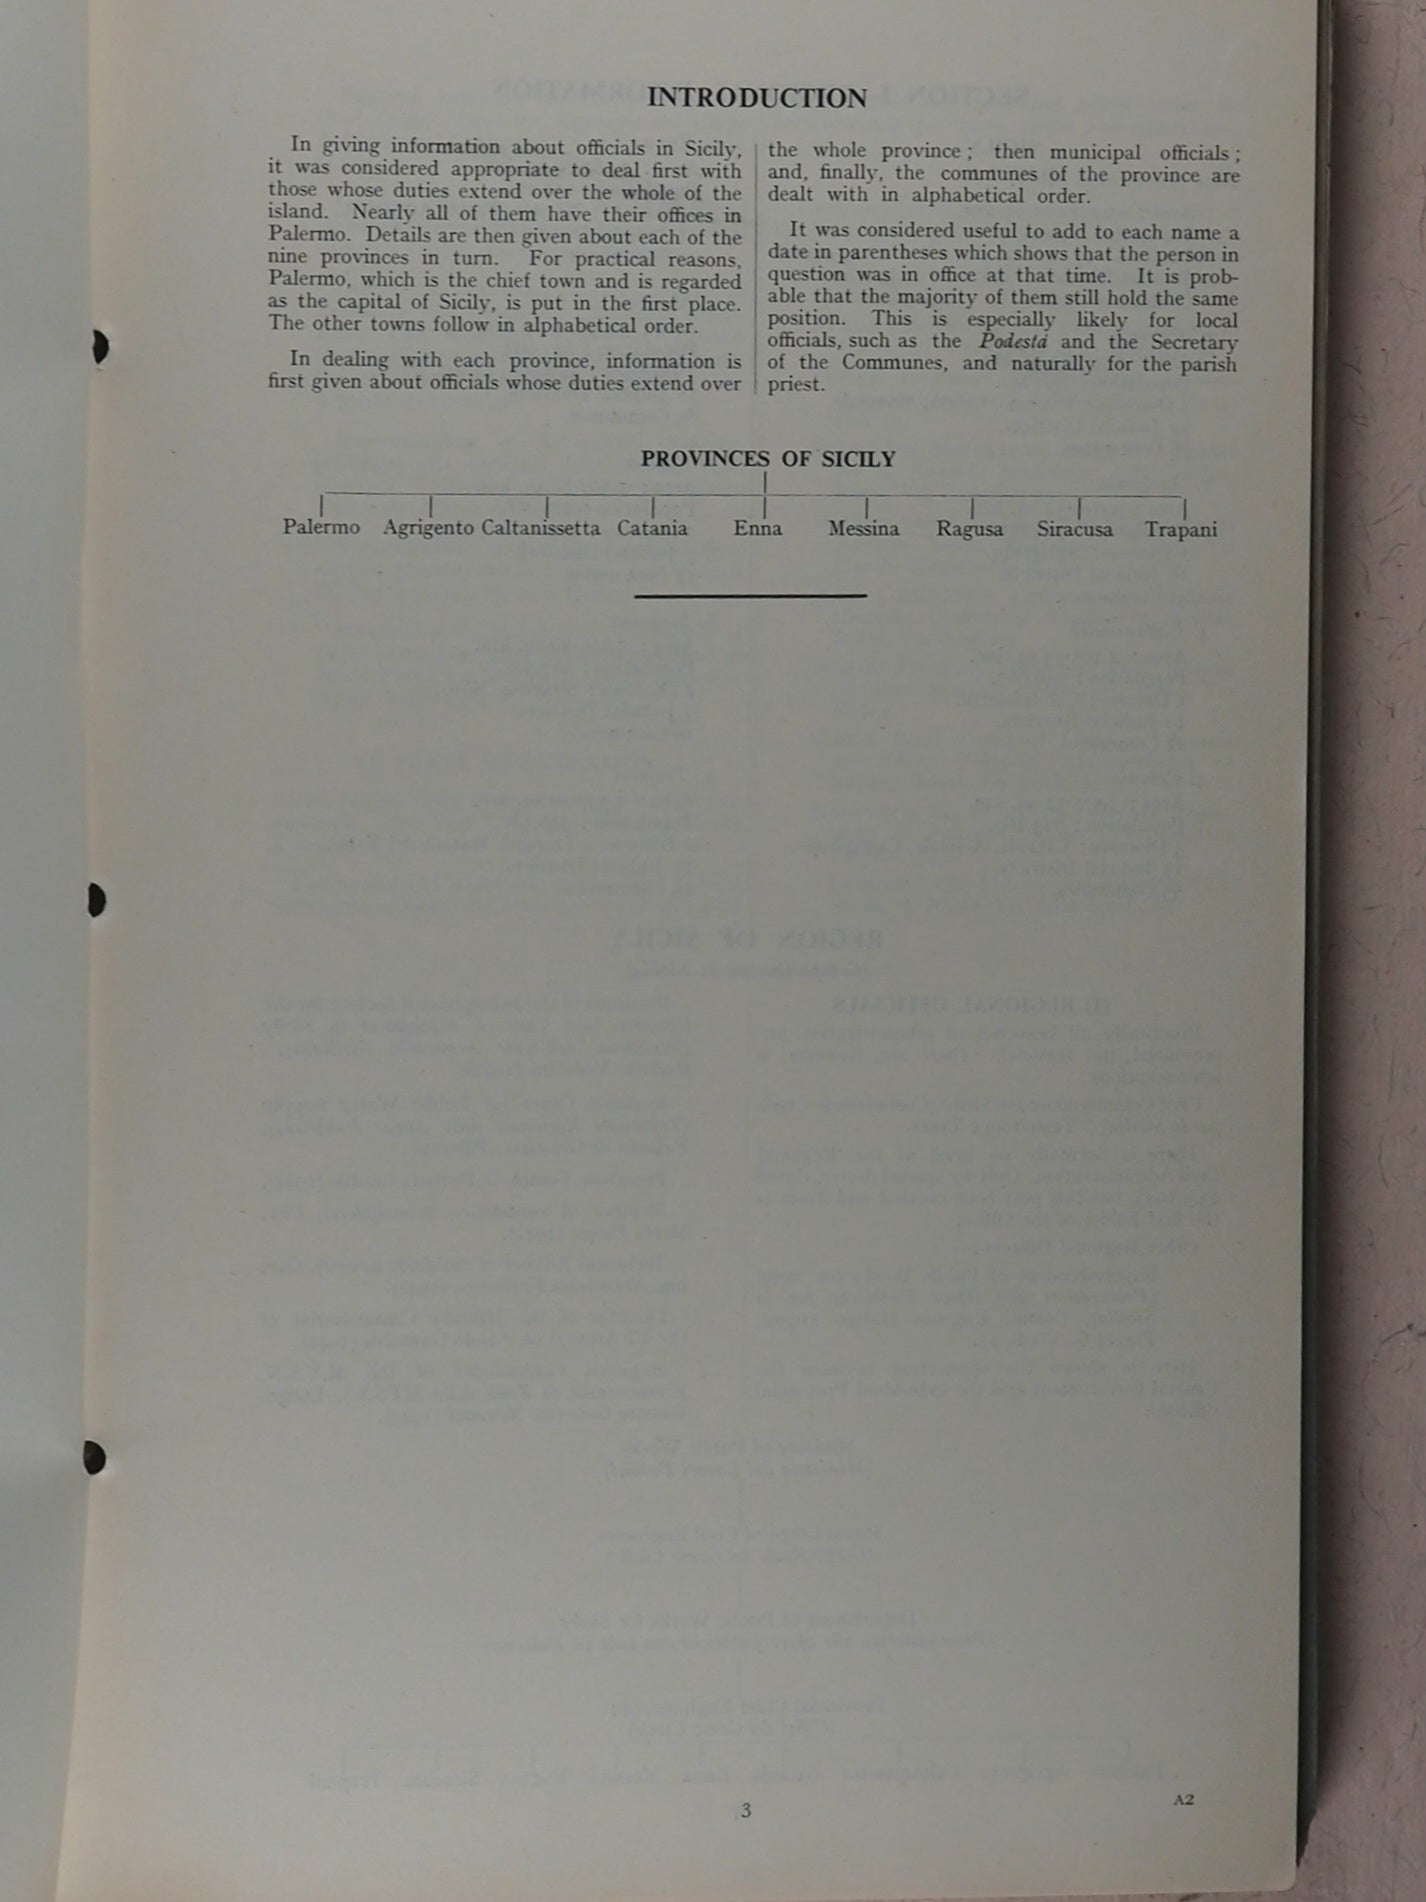 INTRODUCTION
In giving information about officials in Sicily,
it was considered appropriate to deal first with
those whose duties extend over the whole of the
island. Nearly all of them have their offices in
Palermo. Details are then given about each of the
nine provinces in turn. For practical reasons,
Palermo, which is the chief town and is regarded
as the capital of Sicily, is put in the first place.
The other towns follow in alphabetical order.
In dealing with each province, information is
first given about officials whose duties extend over
the whole province ; then municipal officials ;
and, finally, the communes of the province are
dealt with in alphabetical order.
It was considered useful to add to each name a
date in parentheses which shows that the person in
question was in office at that time. It is prob-
able that the majority of them still hold the same
position. This is especially likely for local
officials, such as the Podestà and the Secretary
of the Communes, and naturally for the parish
priest.
PROVINCES OF SICILY
Palermo Agrigento Caltanissetta Catania Enna Messina Ragusa Siracusa Trapani
3
A2